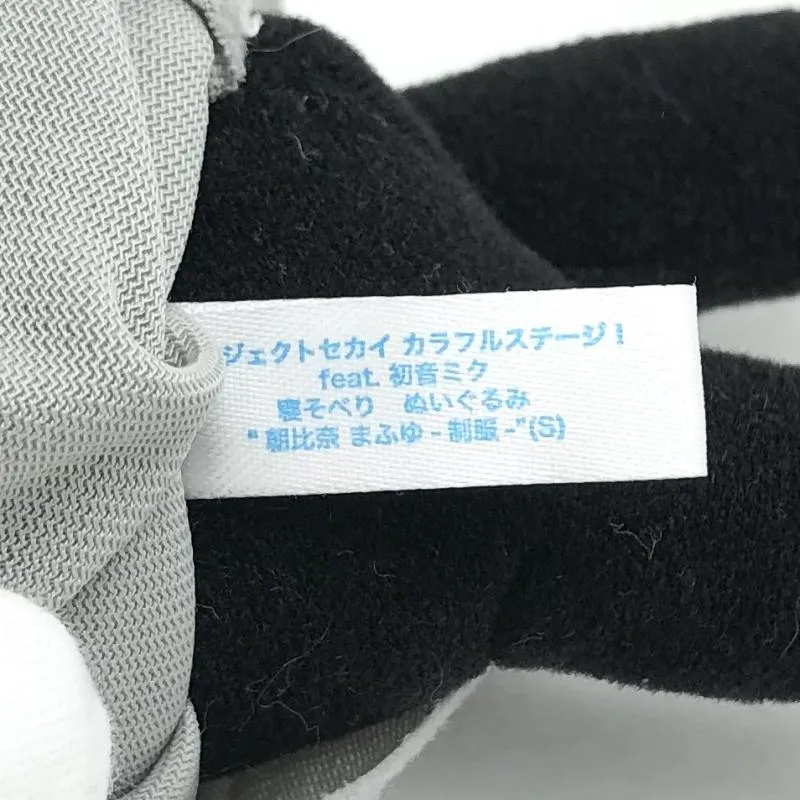 ジェクトセカイ カラフルステージ！
feat. 初音ミク
寝そべり ぬいぐるみ
“ 朝比奈 まふゆ - 制服 -”(S)